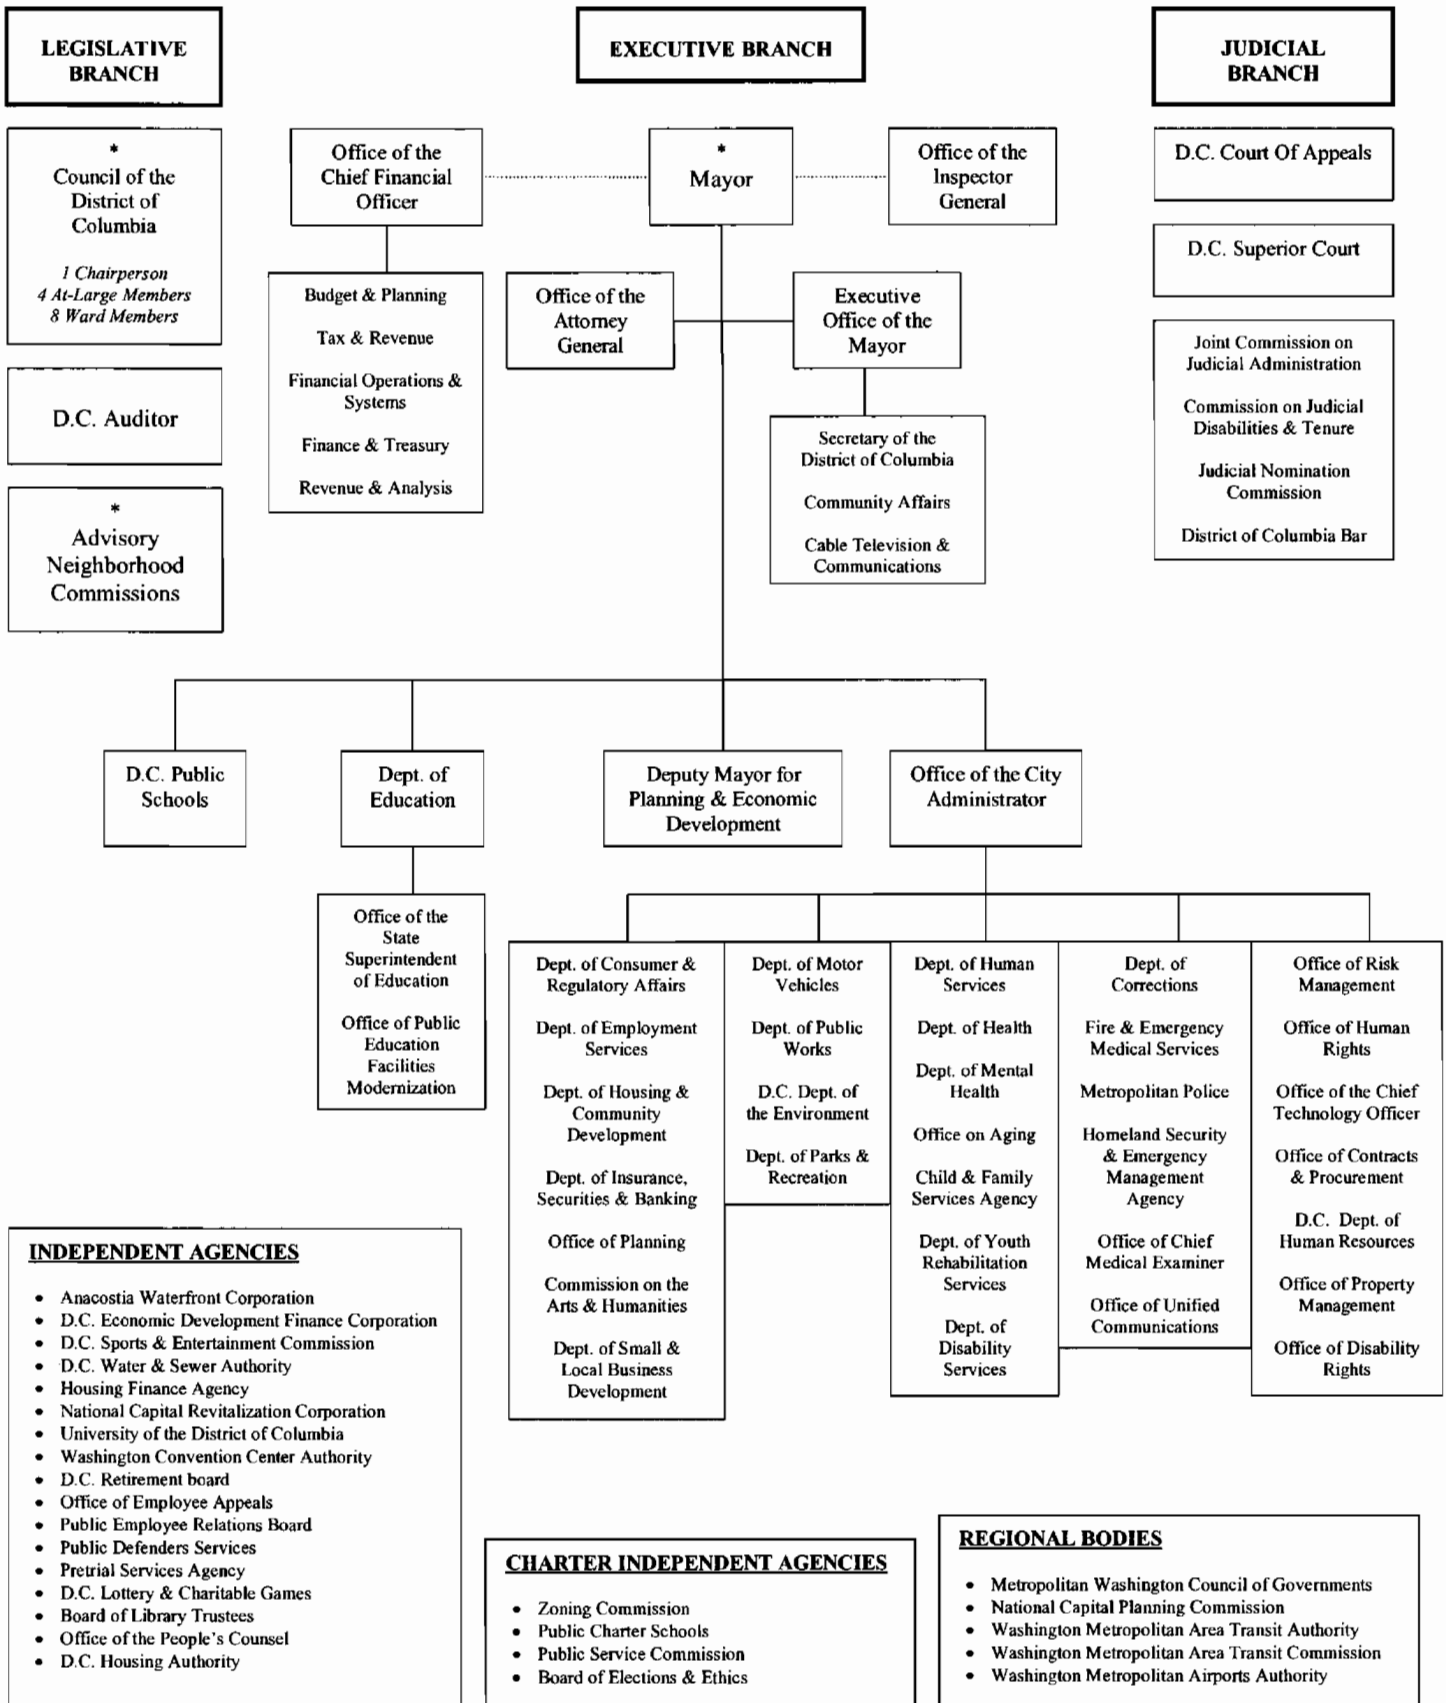 LEGISLATIVE
BRANCH
EXECUTIVE BRANCH
JUDICIAL
BRANCH
*
Council of the
District of
Columbia
1 Chairperson
4 At-Large Members
8 Ward Members
D.C. Auditor
*
Advisory
Neighborhood
Commissions
Office of the
Chief Financial
Officer
Budget & Planning
Tax & Revenue
Financial Operations &
Systems
Finance & Treasury
Revenue & Analysis
*
Mayor
Office of the
Inspector
General
Office of the
Attorney
General
Executive
Office of the
Mayor
Secretary of the
District of Columbia
Community Affairs
Cable Television &
Communications
D.C. Court Of Appeals
D.C. Superior Court
Joint Commission on
Judicial Administration
Commission on Judicial
Disabilities & Tenure
Judicial Nomination
Commission
District of Columbia Bar
D.C. Public
Schools
Dept. of
Education
Deputy Mayor for
Planning & Economic
Development
Office of the City
Administrator
Office of the
State
Superintendent
of Education
Office of Public
Education
Facilities
Modernization
Dept. of Consumer &
Regulatory Affairs
Dept. of Employment
Services
Dept. of Housing &
Community
Development
Dept. of Insurance,
Securities & Banking
Office of Planning
Commission on the
Arts & Humanities
Dept. of Small &
Local Business
Development
Dept. of Motor
Vehicles
Dept. of Public
Works
D.C. Dept. of
the Environment
Dept. of Parks &
Recreation
Dept. of Human
Services
Dept. of Health
Dept. of Mental
Health
Office on Aging
Child & Family
Services Agency
Dept. of Youth
Rehabilitation
Services
Dept. of
Disability
Services
Dept. of
Corrections
Fire & Emergency
Medical Services
Metropolitan Police
Homeland Security
& Emergency
Management
Agency
Office of Chief
Medical Examiner
Office of Unified
Communications
Office of Risk
Management
Office of Human
Rights
Office of the Chief
Technology Officer
Office of Contracts
& Procurement
D.C. Dept. of
Human Resources
Office of Property
Management
Office of Disability
Rights
INDEPENDENT AGENCIES
• Anacostia Waterfront Corporation
• D.C. Economic Development Finance Corporation
• D.C. Sports & Entertainment Commission
• D.C. Water & Sewer Authority
• Housing Finance Agency
• National Capital Revitalization Corporation
• University of the District of Columbia
• Washington Convention Center Authority
• D.C. Retirement board
• Office of Employee Appeals
• Public Employee Relations Board
• Public Defenders Services
• Pretrial Services Agency
• D.C. Lottery & Charitable Games
• Board of Library Trustees
• Office of the People's Counsel
• D.C. Housing Authority
CHARTER INDEPENDENT AGENCIES
• Zoning Commission
• Public Charter Schools
• Public Service Commission
• Board of Elections & Ethics
REGIONAL BODIES
• Metropolitan Washington Council of Governments
• National Capital Planning Commission
• Washington Metropolitan Area Transit Authority
• Washington Metropolitan Area Transit Commission
• Washington Metropolitan Airports Authority